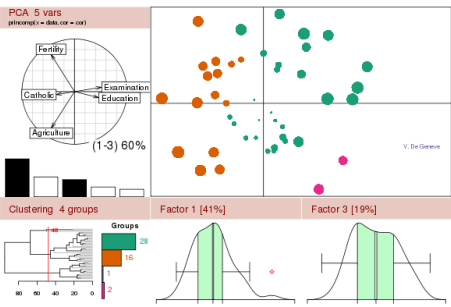 PCA 5 vars
princomp(x = data, cor = cor)
Fertility
Catholic
Examination
Education
Agriculture
(1-3) 60%
V. De Geneve
Clustering 4 groups
Factor 1 [41%]
Factor 3 [19%]
Groups
28
16
1
2
48
80 60 40 20 0